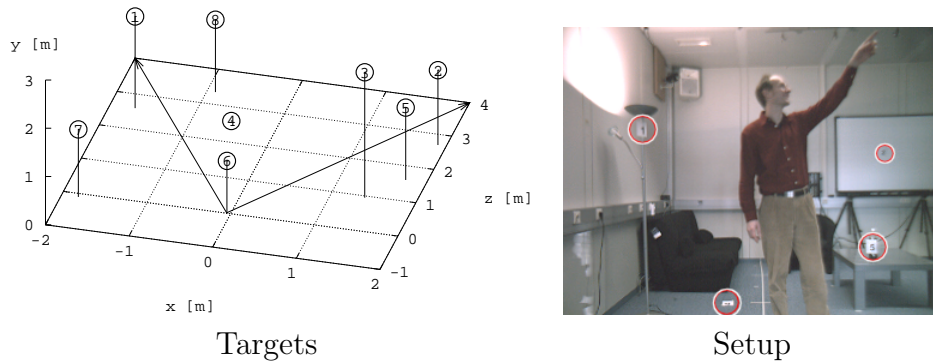 ① ⑧
y [m]
③ ②
3 4
⑤
2 ⑦ ④ 3
⑥ 2
1 1 z [m]
0 0
-2 -1 0 1 2 -1
x [m]
5
Targets Setup